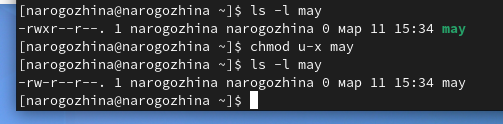 [narogozhina@narogozhina ~]$ ls -l may
-rwxr--r--. 1 narogozhina narogozhina 0 мар 11 15:34 may
[narogozhina@narogozhina ~]$ chmod u-x may
[narogozhina@narogozhina ~]$ ls -l may
-rw-r--r--. 1 narogozhina narogozhina 0 мар 11 15:34 may
[narogozhina@narogozhina ~]$